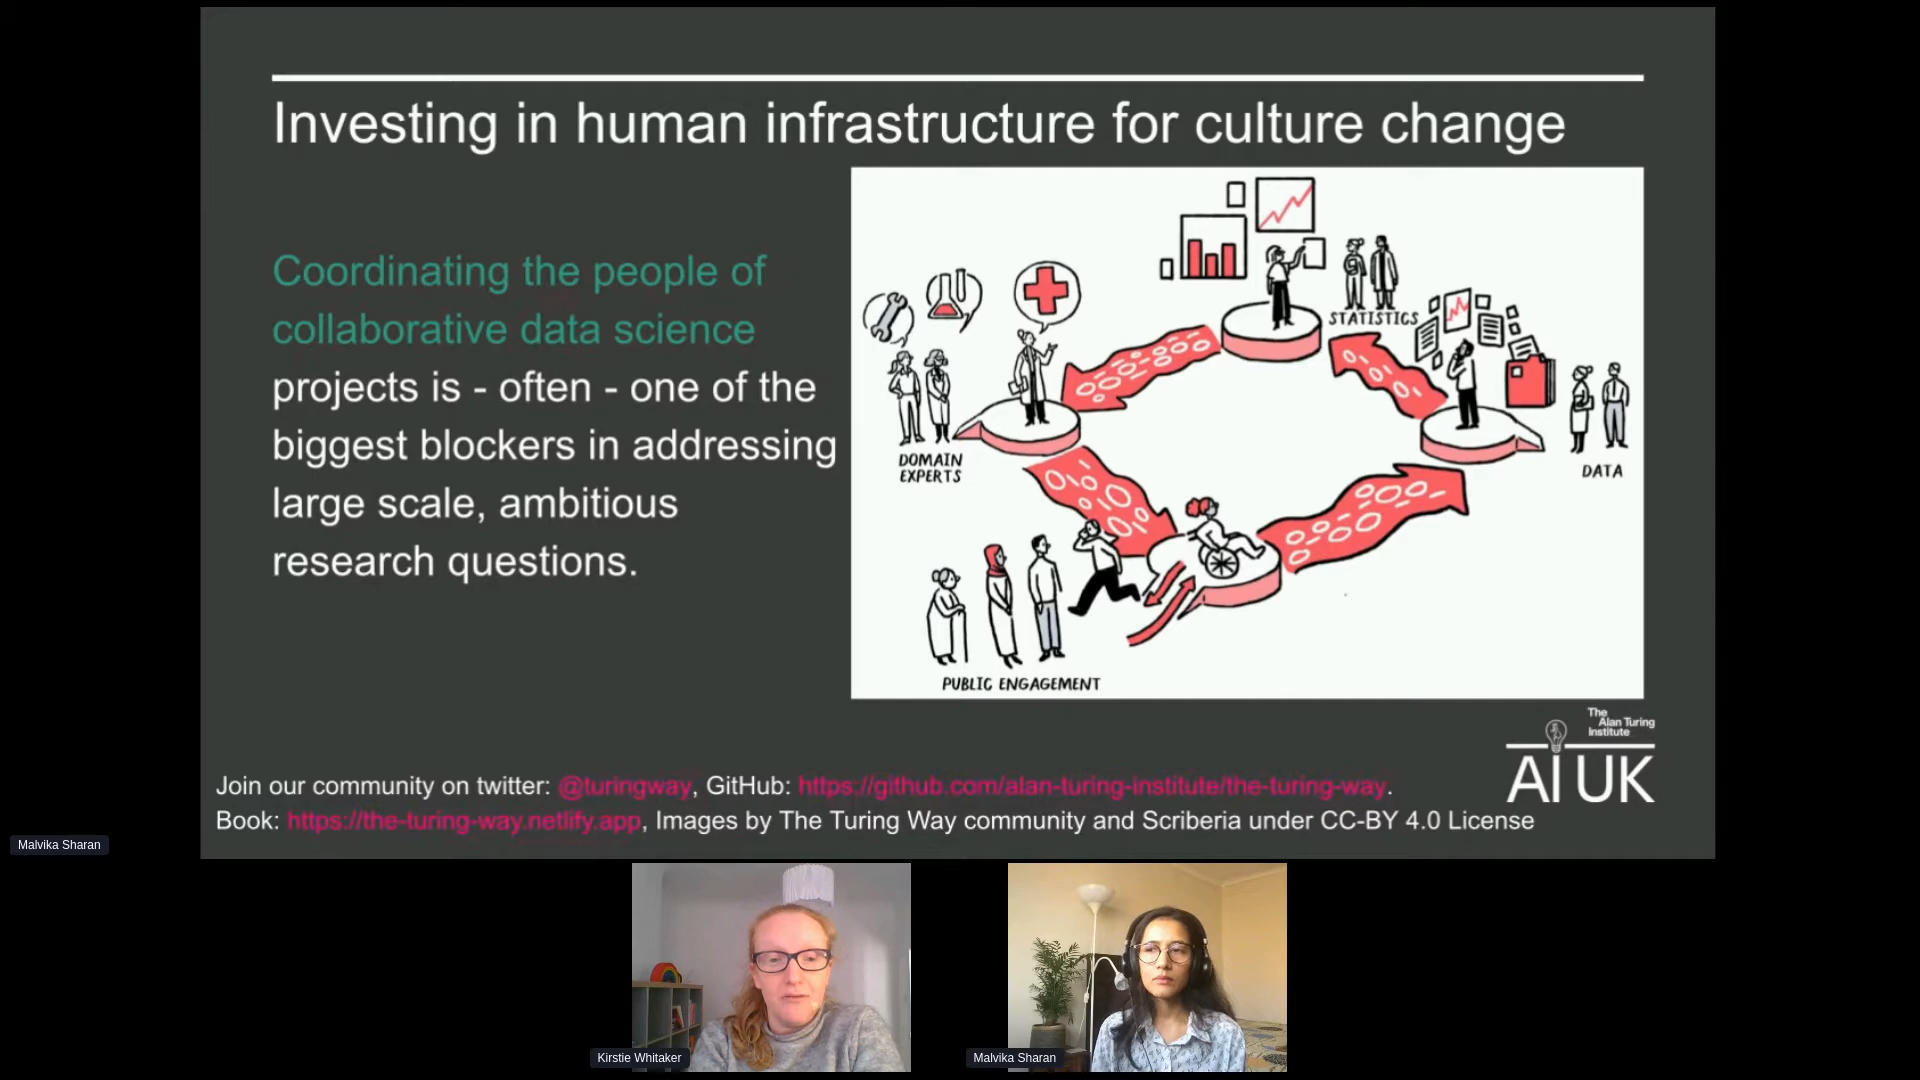 Investing in human infrastructure for culture change
Coordinating the people of
collaborative data science
projects is - often - one of the
biggest blockers in addressing
large scale, ambitious
research questions.
STATISTICS
DOMAIN
EXPERTS
DATA
PUBLIC ENGAGEMENT
The
Alan Turing
Institute
AI UK
Join our community on twitter: @turingway, GitHub: https://github.com/alan-turing-institute/the-turing-way.
Book: https://the-turing-way.netlify.app, Images by The Turing Way community and Scriberia under CC-BY 4.0 License
Malvika Sharan
Kirstie Whitaker
Malvika Sharan